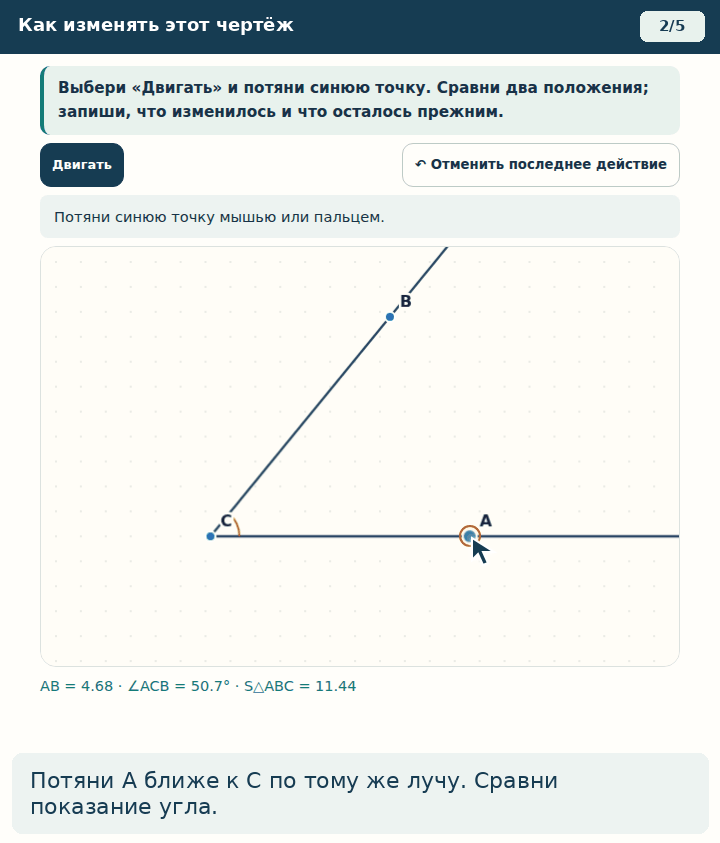 Как изменять этот чертёж
2/5
Выбери «Двигать» и потяни синюю точку. Сравни два положения;
запиши, что изменилось и что осталось прежним.
Двигать
↶ Отменить последнее действие
Потяни синюю точку мышью или пальцем.
B
C
A
AB = 4.68 · ∠ACB = 50.7° · S△ABC = 11.44
Потяни A ближе к C по тому же лучу. Сравни
показание угла.